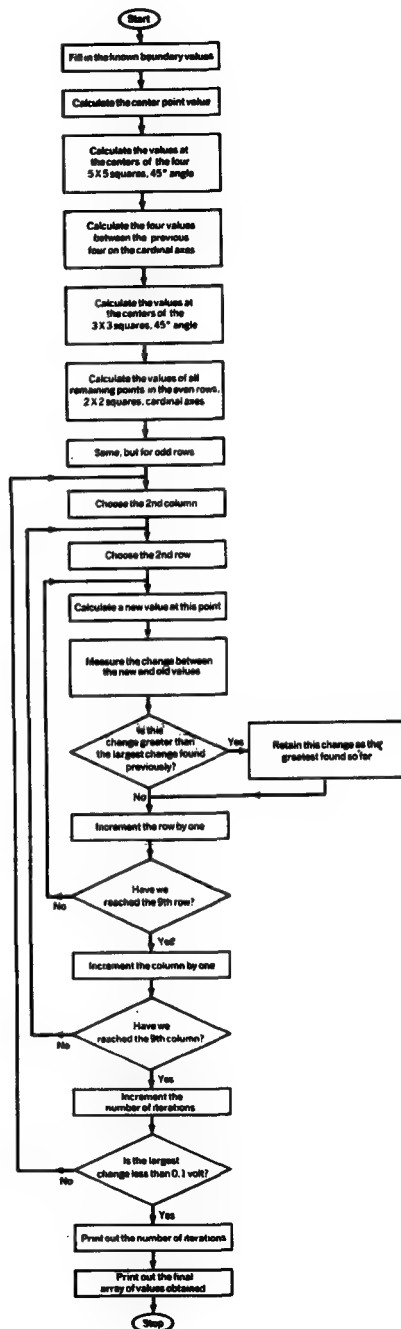 Start
Fill in the known boundary values
Calculate the center point value
Calculate the values at
the centers of the four
5 X 5 squares, 45° angle
Calculate the four values
between the previous
four on the cardinal axes
Calculate the values at
the centers of the
3 X 3 squares, 45° angle
Calculate the values of all
remaining points in the even rows,
2 X 2 squares, cardinal axes
Same, but for odd rows
Choose the 2nd column
Choose the 2nd row
Calculate a new value at this point
Measure the change between
the new and old values
Is this
change greater than
the largest change found
previously?
Yes
Retain this change as the
greatest found so far
No
Increment the row by one
Have we
reached the 9th row?
No
Yes
Increment the column by one
Have we
reached the 9th column?
No
Yes
Increment the
number of iterations
Is the largest
change less than 0.1 volt?
No
Yes
Print out the number of iterations
Print out the final
array of values obtained
Stop